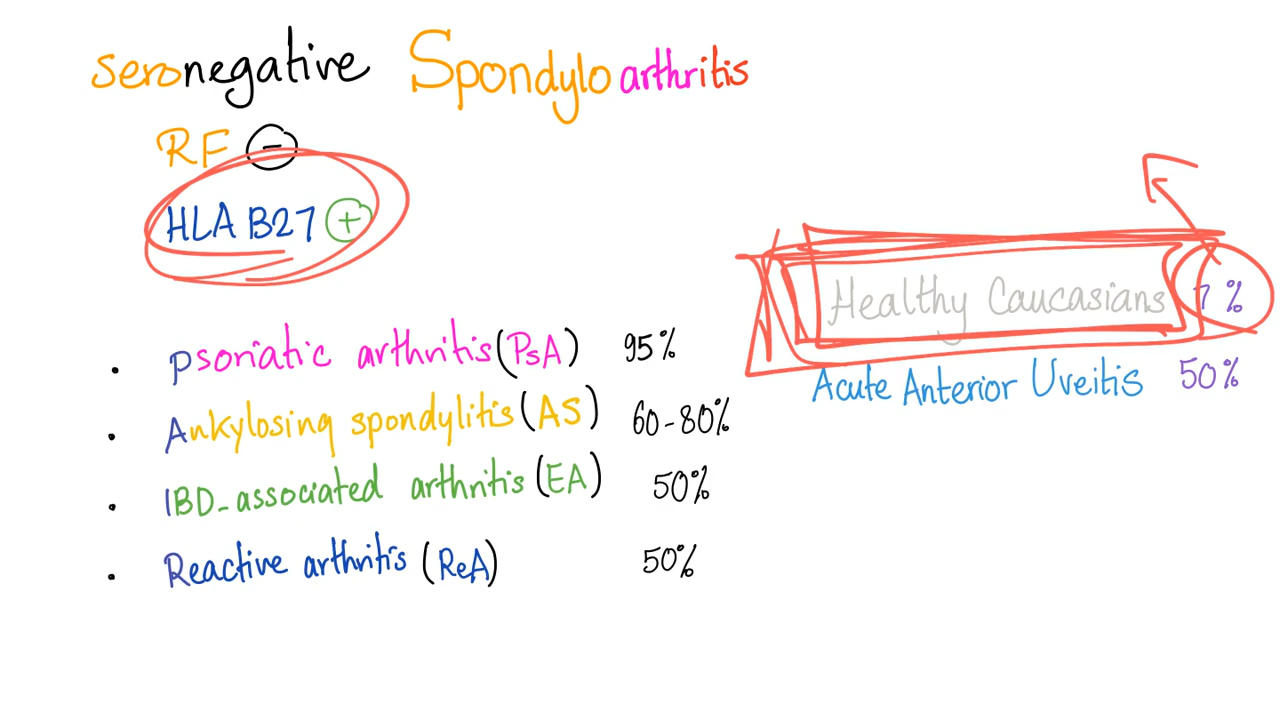 seronegative Spondyloarthritis
RF -
HLA B27 +
Healthy Caucasians 7%
Acute Anterior Uveitis 50%
• psoriatic arthritis (PsA) 95%
• Ankylosing spondylitis (AS) 60-80%
• IBD-associated arthritis (EA) 50%
• Reactive arthritis (ReA) 50%